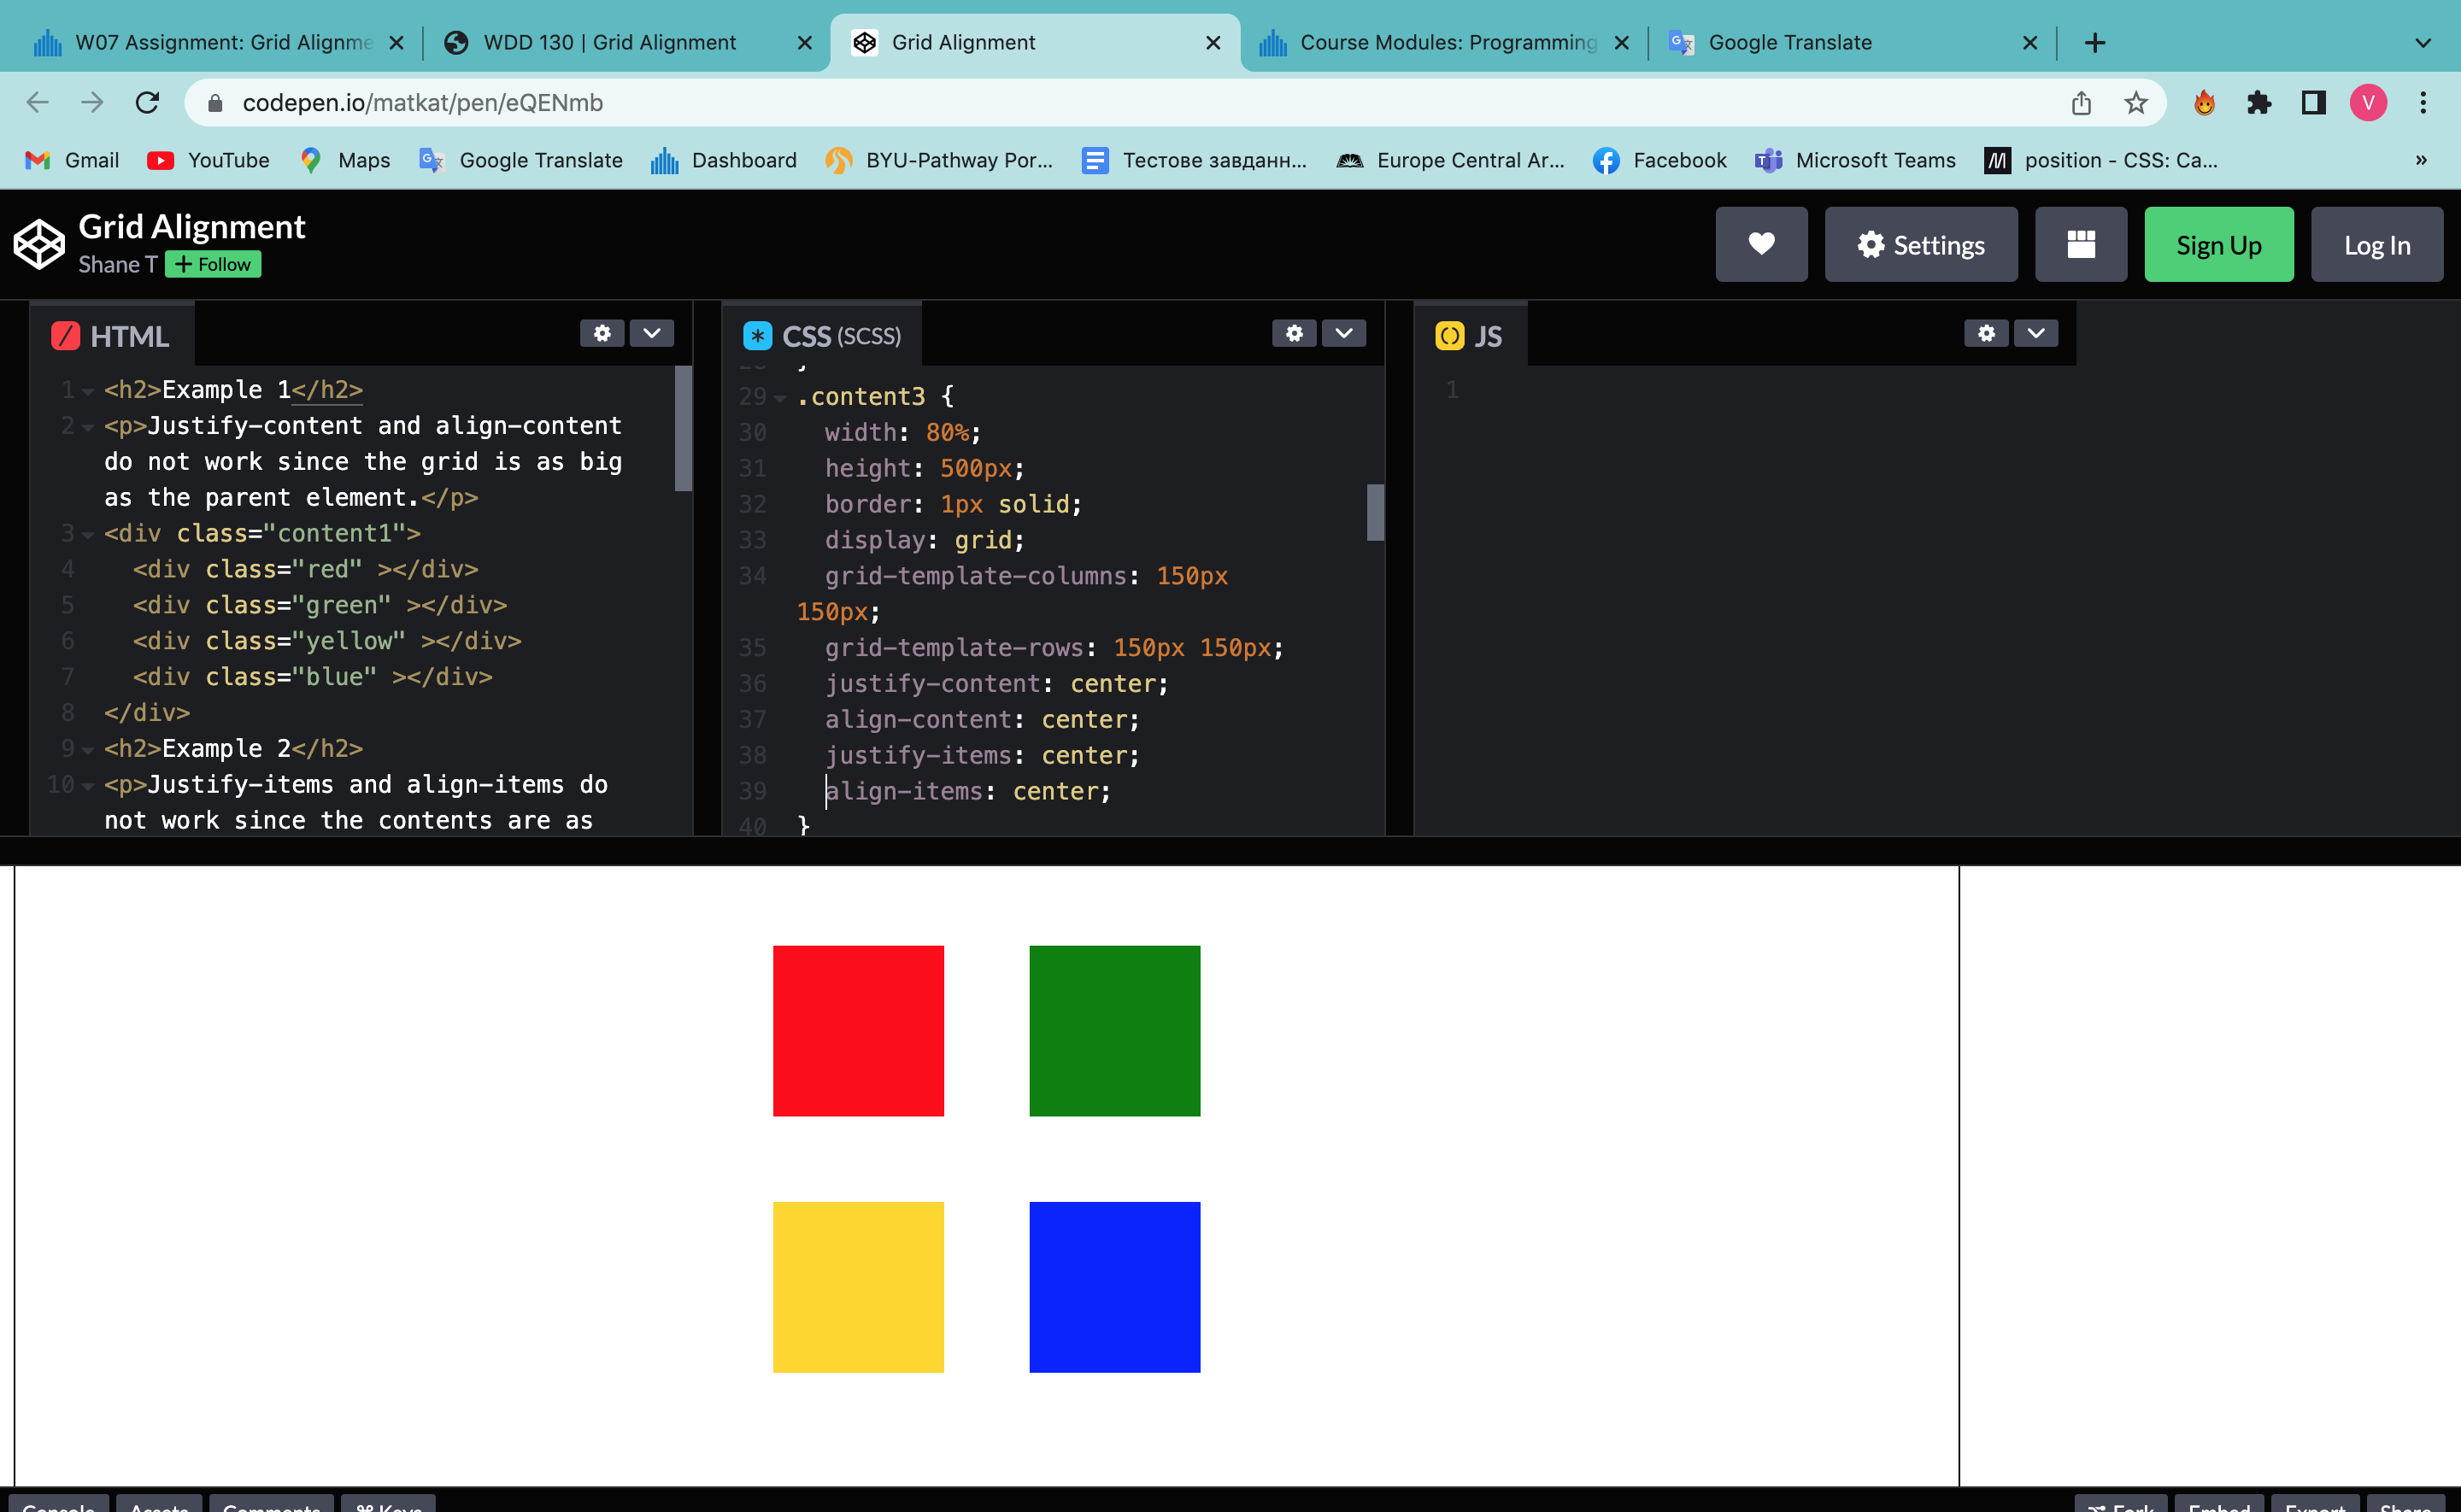 W07 Assignment: Grid Alignme
WDD 130 | Grid Alignment
Grid Alignment
Course Modules: Programming
Google Translate
codepen.io/matkat/pen/eQENmb
V
Gmail
YouTube
Maps
Google Translate
Dashboard
BYU-Pathway Por...
Тестове завданн...
Europe Central Ar...
Facebook
Microsoft Teams
position - CSS: Ca...
»
Grid Alignment
Shane T + Follow
Settings
Sign Up
Log In
HTML
1 <h2>Example 1</h2>
2 <p>Justify-content and align-content
do not work since the grid is as big
as the parent element.</p>
3 <div class="content1">
4 <div class="red" ></div>
5 <div class="green" ></div>
6 <div class="yellow" ></div>
7 <div class="blue" ></div>
8 </div>
9 <h2>Example 2</h2>
10 <p>Justify-items and align-items do
not work since the contents are as
CSS (SCSS)
29 .content3 {
30 width: 80%;
31 height: 500px;
32 border: 1px solid;
33 display: grid;
34 grid-template-columns: 150px
150px;
35 grid-template-rows: 150px 150px;
36 justify-content: center;
37 align-content: center;
38 justify-items: center;
39 align-items: center;
40 }
JS
1
Console
Assets
Comments
⌘ Keys
Fork
Embed
Export
Share